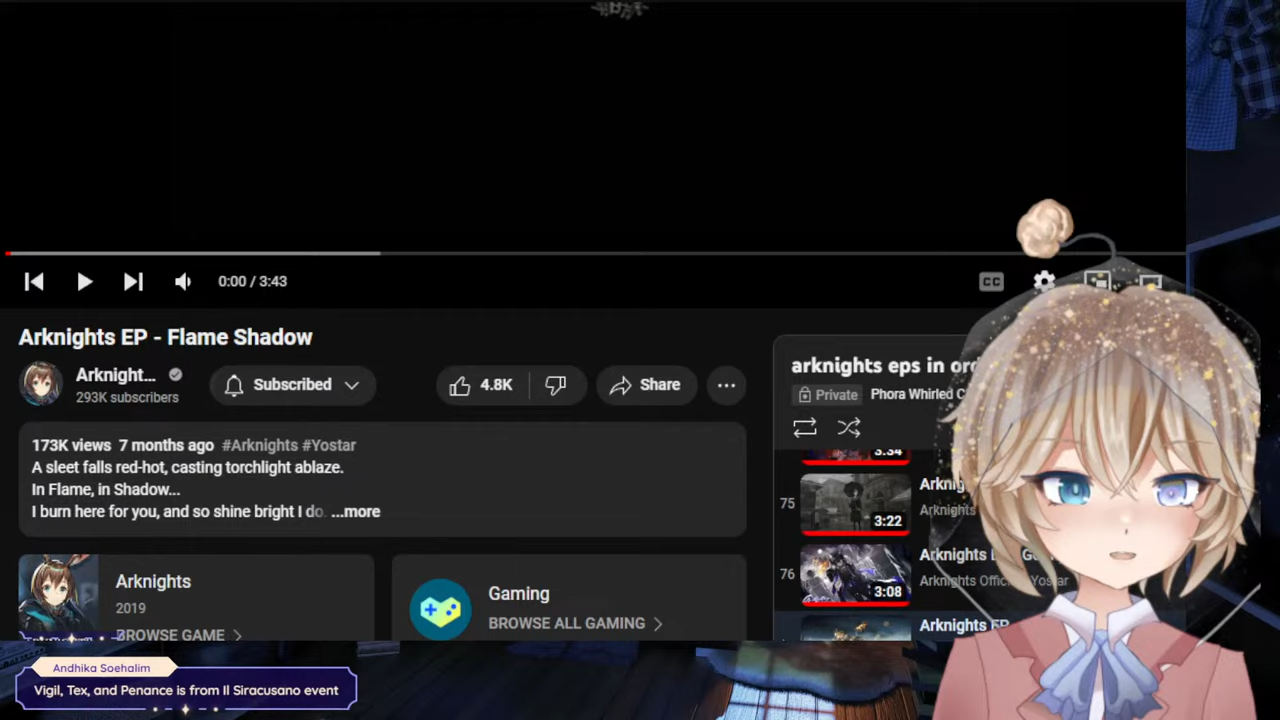 0:00 / 3:43
CC
Arknights EP - Flame Shadow
Arknight...
293K subscribers
Subscribed
4.8K
Share
173K views 7 months ago #Arknights #Yostar
A sleet falls red-hot, casting torchlight ablaze.
In Flame, in Shadow...
I burn here for you, and so shine bright I do. ...more
Arknights
2019
BROWSE GAME
Gaming
BROWSE ALL GAMING
arknights eps in
Private
Phora Whirled
3:34
75
3:22
Arknights
76
3:08
Arknights
Arknights Offic
Yostar
Arknights EP
Andhika Soehalim
Vigil, Tex, and Penance is from Il Siracusano event